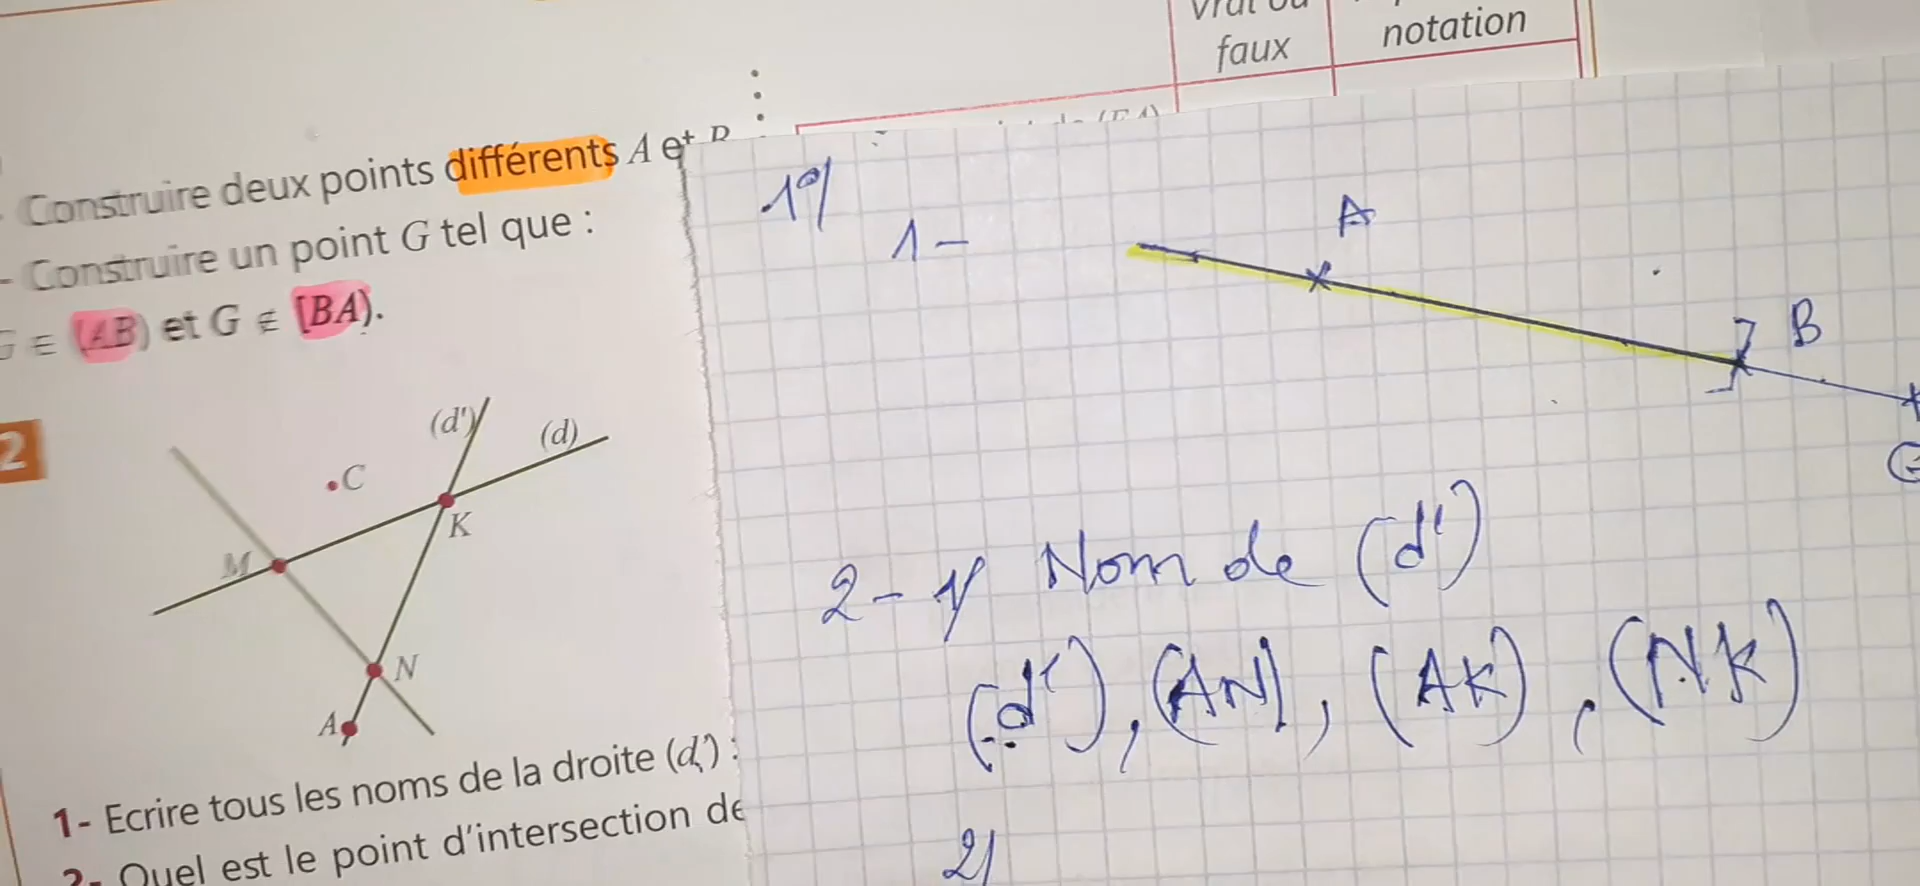 vrai ou
faux
notation
Construire deux points différents A et B
- Construire un point G tel que :
G ∈ [AB) et G ∉ [BA).
2
(d')
(d)
C
K
M
N
A
1- Ecrire tous les noms de la droite (d') :
2- Quel est le point d'intersection de
1°/
1-
A
B
G
2- 1/ Nom de (d')
(d'), (AN), (AK), (NK)
2/